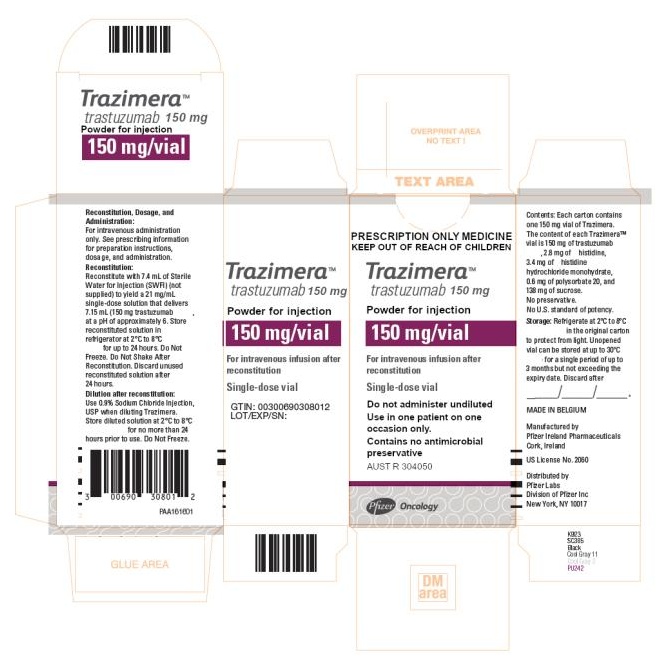 Trazimera™
trastuzumab 150 mg
Powder for injection
150 mg/vial
Reconstitution, Dosage, and
Administration:
For intravenous administration
only. See prescribing information
for preparation instructions,
dosage, and administration.
Reconstitution:
Reconstitute with 7.4 mL of Sterile
Water for Injection (SWFI) (not
supplied) to yield a 21 mg/mL
single-dose solution that delivers
7.15 mL (150 mg trastuzumab .
at a pH of approximately 6. Store
reconstituted solution in
refrigerator at 2°C to 8°C
for up to 24 hours. Do Not
Freeze. Do Not Shake After
Reconstitution. Discard unused
reconstituted solution after
24 hours.
Dilution after reconstitution:
Use 0.9% Sodium Chloride Injection,
USP when diluting Trazimera.
Store diluted solution at 2°C to 8°C
for no more than 24
hours prior to use. Do Not Freeze.
3 00690 30801 2
PAA161601
GLUE AREA
Trazimera™
trastuzumab 150 mg
Powder for injection
150 mg/vial
For intravenous infusion after
reconstitution
Single-dose vial
GTIN: 00300690308012
LOT/EXP/SN:
OVERPRINT AREA
NO TEXT !
TEXT AREA
PRESCRIPTION ONLY MEDICINE
KEEP OUT OF REACH OF CHILDREN
Trazimera™
trastuzumab 150 mg
Powder for injection
150 mg/vial
For intravenous infusion after
reconstitution
Single-dose vial
Do not administer undiluted
Use in one patient on one
occasion only.
Contains no antimicrobial
preservative
AUST R 304050
Pfizer Oncology
DM
area
Contents: Each carton contains
one 150 mg vial of Trazimera.
The content of each Trazimera™
vial is 150 mg of trastuzumab
, 2.8 mg of histidine,
3.4 mg of histidine
hydrochloride monohydrate,
0.6 mg of polysorbate 20, and
138 mg of sucrose.
No preservative.
No U.S. standard of potency.
Storage: Refrigerate at 2°C to 8°C
in the original carton
to protect from light. Unopened
vial can be stored at up to 30°C
for a single period of up to
3 months but not exceeding the
expiry date. Discard after
______/______/______.
MADE IN BELGIUM
Manufactured by
Pfizer Ireland Pharmaceuticals
Cork, Ireland
US License No. 2060
Distributed by
Pfizer Labs
Division of Pfizer Inc
New York, NY 10017
Black
Cool Gray 11
PU242